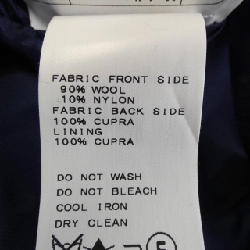 FABRIC FRONT SIDE
90% WOOL
10% NYLON
FABRIC BACK SIDE
100% CUPRA
LINING
100% CUPRA
DO NOT WASH
DO NOT BLEACH
COOL IRON
DRY CLEAN